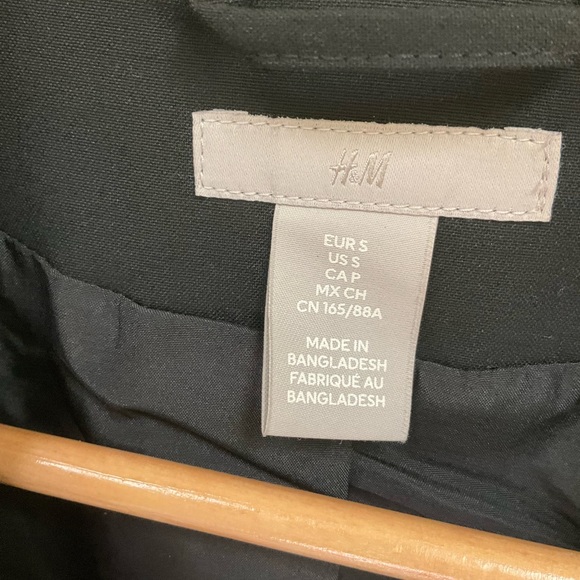 H&M
EUR S
US S
CA P
MX CH
CN 165/88A
MADE IN
BANGLADESH
FABRIQUÉ AU
BANGLADESH